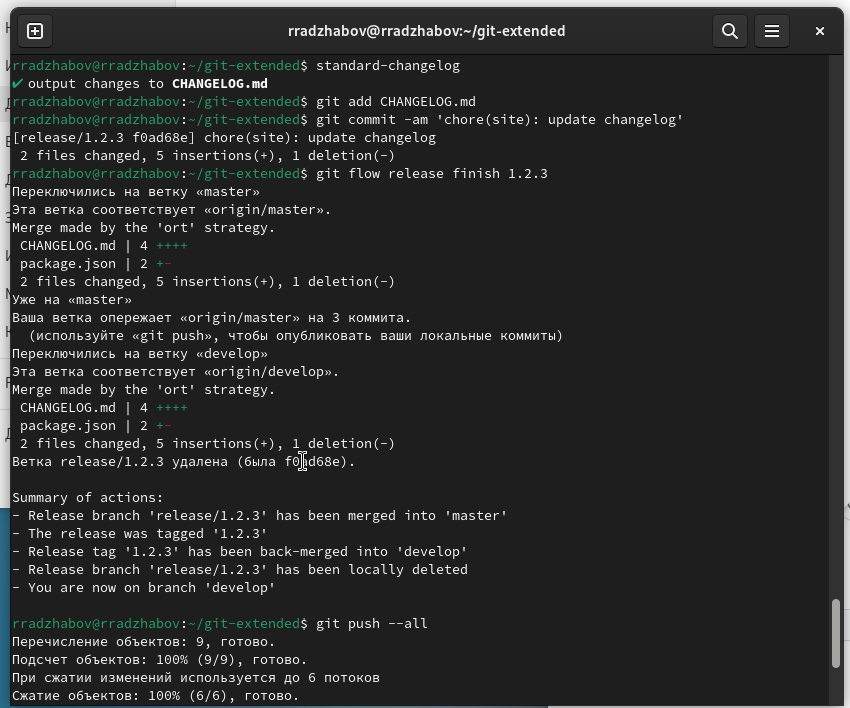 rradzhabov@rradzhabov:~/git-extended
rradzhabov@rradzhabov:~/git-extended$ standard-changelog
✔ output changes to CHANGELOG.md
rradzhabov@rradzhabov:~/git-extended$ git add CHANGELOG.md
rradzhabov@rradzhabov:~/git-extended$ git commit -am 'chore(site): update changelog'
[release/1.2.3 f0ad68e] chore(site): update changelog
 2 files changed, 5 insertions(+), 1 deletion(-)
rradzhabov@rradzhabov:~/git-extended$ git flow release finish 1.2.3
Переключились на ветку «master»
Эта ветка соответствует «origin/master».
Merge made by the 'ort' strategy.
 CHANGELOG.md | 4 ++++
 package.json | 2 +-
 2 files changed, 5 insertions(+), 1 deletion(-)
Уже на «master»
Ваша ветка опережает «origin/master» на 3 коммита.
  (используйте «git push», чтобы опубликовать ваши локальные коммиты)
Переключились на ветку «develop»
Эта ветка соответствует «origin/develop».
Merge made by the 'ort' strategy.
 CHANGELOG.md | 4 ++++
 package.json | 2 +-
 2 files changed, 5 insertions(+), 1 deletion(-)
Ветка release/1.2.3 удалена (была f0ad68e).
Summary of actions:
- Release branch 'release/1.2.3' has been merged into 'master'
- The release was tagged '1.2.3'
- Release tag '1.2.3' has been back-merged into 'develop'
- Release branch 'release/1.2.3' has been locally deleted
- You are now on branch 'develop'
rradzhabov@rradzhabov:~/git-extended$ git push --all
Перечисление объектов: 9, готово.
Подсчет объектов: 100% (9/9), готово.
При сжатии изменений используется до 6 потоков
Сжатие объектов: 100% (6/6), готово.